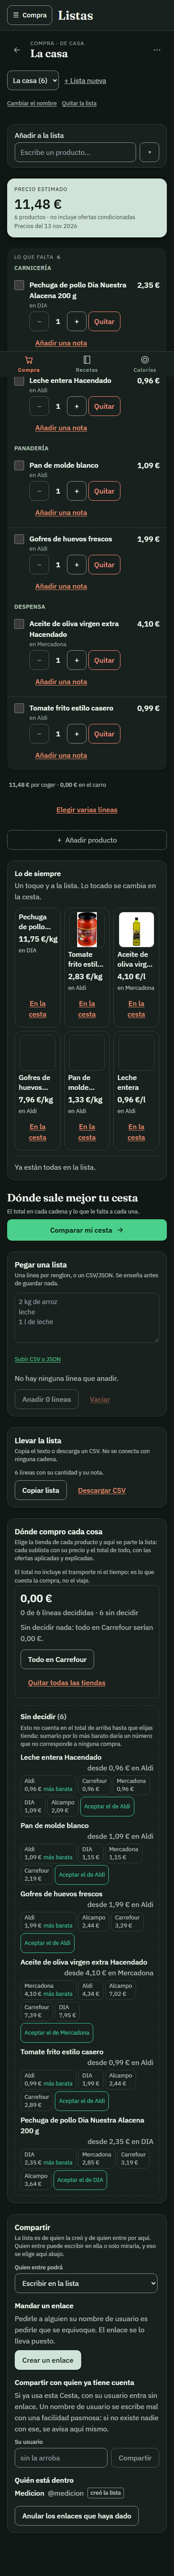 ☰ Compra Listas
← COMPRA · DE CASA
La casa ⋯
La casa (6) + Lista nueva
Cambiar el nombre Quitar la lista
Añadir a la lista
Escribe un producto...
PRECIO ESTIMADO
11,48 €
6 productos · no incluye ofertas condicionadas
Precios del 13 nov 2026
LO QUE FALTA 6
CARNICERÍA
Pechuga de pollo Dia Nuestra 2,35 €
Alacena 200 g
en DIA
− 1 + Quitar
Añadir una nota
Compra Recetas Calorías
Leche entera Hacendado 0,96 €
en Aldi
− 1 + Quitar
Añadir una nota
PANADERÍA
Pan de molde blanco 1,09 €
en Aldi
− 1 + Quitar
Añadir una nota
Gofres de huevos frescos 1,99 €
en Aldi
− 1 + Quitar
Añadir una nota
DESPENSA
Aceite de oliva virgen extra 4,10 €
Hacendado
en Mercadona
− 1 + Quitar
Añadir una nota
Tomate frito estilo casero 0,99 €
en Aldi
− 1 + Quitar
Añadir una nota
11,48 € por coger · 0,00 € en el carro
Elegir varias líneas
+ Añadir producto
Lo de siempre
Un toque y a la lista. Lo tocado se cambia en
la cesta.
Pechuga
de pollo...
11,75 €/kg
en DIA
En la
cesta
Tomate
frito estil...
2,83 €/kg
en Aldi
En la
cesta
Aceite de
oliva virg...
4,10 €/l
en Mercadona
En la
cesta
Gofres de
huevos...
7,96 €/kg
en Aldi
En la
cesta
Pan de
molde...
1,33 €/kg
en Aldi
En la
cesta
Leche
entera
0,96 €/l
en Aldi
En la
cesta
Ya están todas en la lista.
Dónde sale mejor tu cesta
El total en cada cadena y lo que le falta a cada una.
Comparar mi cesta →
Pegar una lista
Una línea por renglon, o un CSV/JSON. Se enseña antes
de guardar nada.
2 kg de arroz
leche
1 l de leche
Subir CSV o JSON
No hay ninguna línea que anadir.
Anadir 0 lineas Vaciar
Llevar la lista
Copia el texto o descarga un CSV. No se conecta con
ninguna cadena.
6 líneas con su cantidad y su nota.
Copiar lista Descargar CSV
Dónde compro cada cosa
Elige la tienda de cada producto y aquí se parte la lista:
cada cadena con su precio y el total de todo, con las
ofertas aplicadas y explicadas.
El total no incluye el transporte ni el tiempo: es lo que
cuesta la compra, no el viaje.
0,00 €
0 de 6 líneas decididas · 6 sin decidir
Sin decidir nada: todo en Carrefour serían
0,00 €.
Todo en Carrefour
Quitar todas las tiendas
Sin decidir (6)
Esto no cuenta en el total de arriba hasta que elijas
tienda: sumarlo por lo más barato daría un número
que no corresponde a ninguna compra.
Leche entera Hacendado
desde 0,96 € en Aldi
Aldi
0,96 € más barata
Carrefour
0,96 €
Mercadona
0,96 €
DIA
1,09 €
Alcampo
2,09 €
Aceptar el de Aldi
Pan de molde blanco
desde 1,09 € en Aldi
Aldi
1,09 € más barata
DIA
1,15 €
Mercadona
1,15 €
Carrefour
2,19 €
Aceptar el de Aldi
Gofres de huevos frescos
desde 1,99 € en Aldi
Aldi
1,99 € más barata
Alcampo
2,44 €
Carrefour
3,29 €
Aceptar el de Aldi
Aceite de oliva virgen extra Hacendado
desde 4,10 € en Mercadona
Mercadona
4,10 € más barata
Aldi
4,34 €
Alcampo
7,02 €
Carrefour
7,39 €
DIA
7,95 €
Aceptar el de Mercadona
Tomate frito estilo casero
desde 0,99 € en Aldi
Aldi
0,99 € más barata
DIA
1,99 €
Alcampo
2,44 €
Carrefour
2,89 €
Aceptar el de Aldi
Pechuga de pollo Dia Nuestra Alacena
200 g
desde 2,35 € en DIA
DIA
2,35 € más barata
Mercadona
2,85 €
Carrefour
3,19 €
Alcampo
3,64 €
Aceptar el de DIA
Compartir
La lista es de quien la creó y de quien entre por aquí.
Quien entre puede escribir en ella o solo mirarla, y eso
se elige aquí abajo.
Quien entre podrá
Escribir en la lista
Mandar un enlace
Pedirle a alguien su nombre de usuario es
pedirle que se equivoque. El enlace se lo
lleva puesto.
Crear un enlace
Compartir con quien ya tiene cuenta
Si ya usa esta Cesta, con su usuario entra sin
enlace. Un nombre de usuario se escribe mal
con una facilidad pasmosa: si no existe nadie
con ese, se avisa aquí mismo.
Su usuario
sin la arroba Compartir
Quién está dentro
Medicion @medicion creó la lista
Anular los enlaces que haya dado